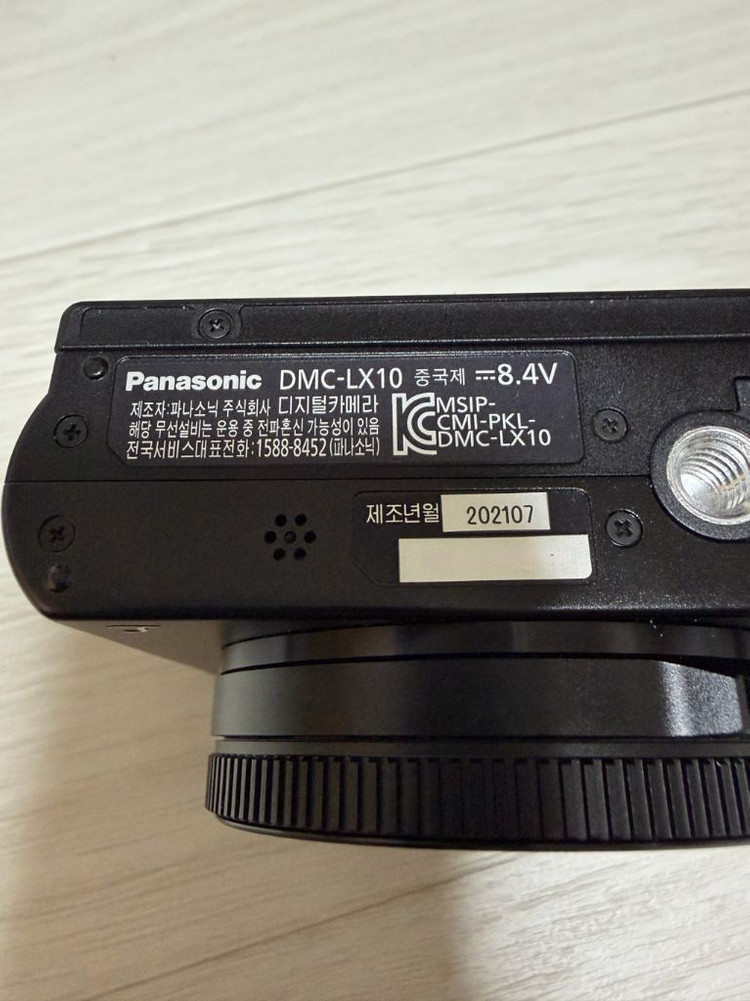 Panasonic DMC-LX10 중국제 ⎓8.4V
제조자:파나소닉 주식회사 디지털카메라
해당 무선설비는 운용 중 전파혼신 가능성이 있음
전국서비스대표전화:1588-8452 (파나소닉)
MSIP-
CMI-PKL-
DMC-LX10
제조년월 202107